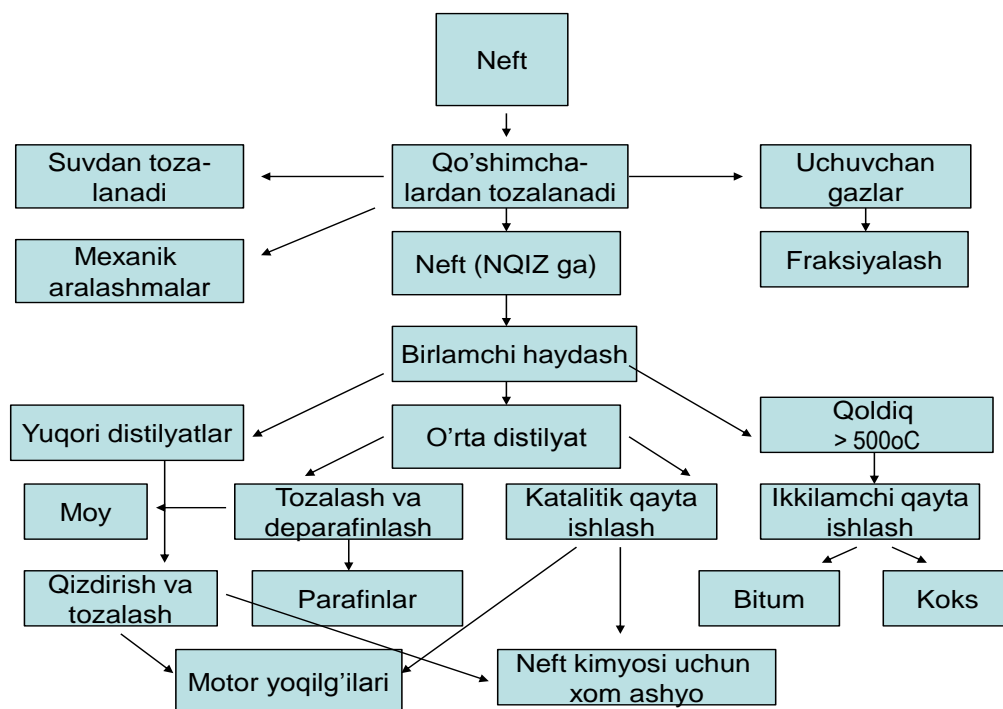 Neft
Suvdan toza-
lanadi
Qo’shimcha-
lardan tozalanadi
Uchuvchan
gazlar
Mexanik
aralashmalar
Neft (NQIZ ga)
Fraksiyalash
Birlamchi haydash
Yuqori distilyatlar
O’rta distilyat
Qoldiq
> 500oC
Moy
Tozalash va
deparafinlash
Katalitik qayta
ishlash
Ikkilamchi qayta
ishlash
Qizdirish va
tozalash
Parafinlar
Bitum
Koks
Motor yoqilg’ilari
Neft kimyosi uchun
xom ashyo